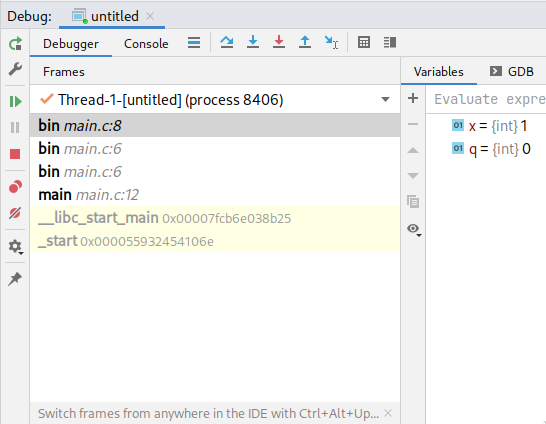 Debug: untitled
Debugger Console
Frames Variables GDB
Thread-1-[untitled] (process 8406) Evaluate expre
bin main.c:8 01 x = {int} 1
bin main.c:6 01 q = {int} 0
bin main.c:6
main main.c:12
__libc_start_main 0x00007fcb6e038b25
_start 0x000055932454106e
Switch frames from anywhere in the IDE with Ctrl+Alt+Up...